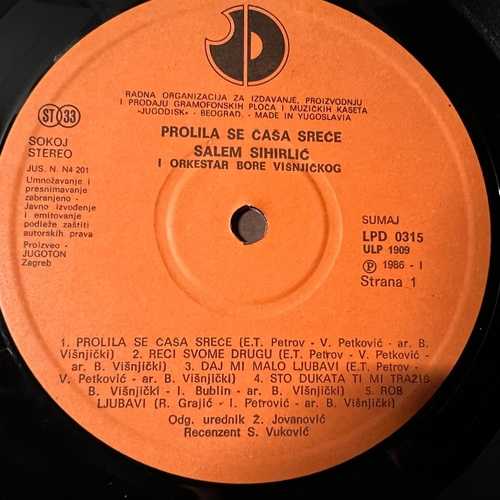 RADNA ORGANIZACIJA ZA IZDAVANJE, PROIZVODNJU
I PRODAJU GRAMOFONSKIH PLOČA I MUZIČKIH KASETA
-JUGODISK- - BEOGRAD. - MADE IN YUGOSLAVIA
ST 33
SOKOJ
STEREO
JUS. N. N4 201
Umnožavanje i
presnimavanje
zabranjeno -
Javno izvođenje
i emitovanje
podleže zaštiti
autorskih prava
Proizveo -
JUGOTON
Zagreb
PROLILA SE ČAŠA SREĆE
SALEM SIHIRLIĆ
I ORKESTAR BORE VIŠNJIČKOG
SUMAJ
LPD 0315
ULP 1909
P 1986 - I
Strana 1
1. PROLILA SE ČAŠA SREĆE (E.T. Petrov - V. Petković - ar. B.
Višnjički) 2. RECI SVOME DRUGU (E.T. Petrov - V. Petković -
ar. B. Višnjički) 3. DAJ MI MALO LJUBAVI (E.T. Petrov -
V. Petković - ar. B. Višnjički) 4. STO DUKATA TI MI TRAŽIŠ
B. Višnjički - I. Bublin - ar. B. Višnjički) 5. ROB
LJUBAVI (R. Grajić - I. Petrović - ar. B. Višnjički)
Odg. urednik Ž. Jovanović
Recenzent S. Vuković